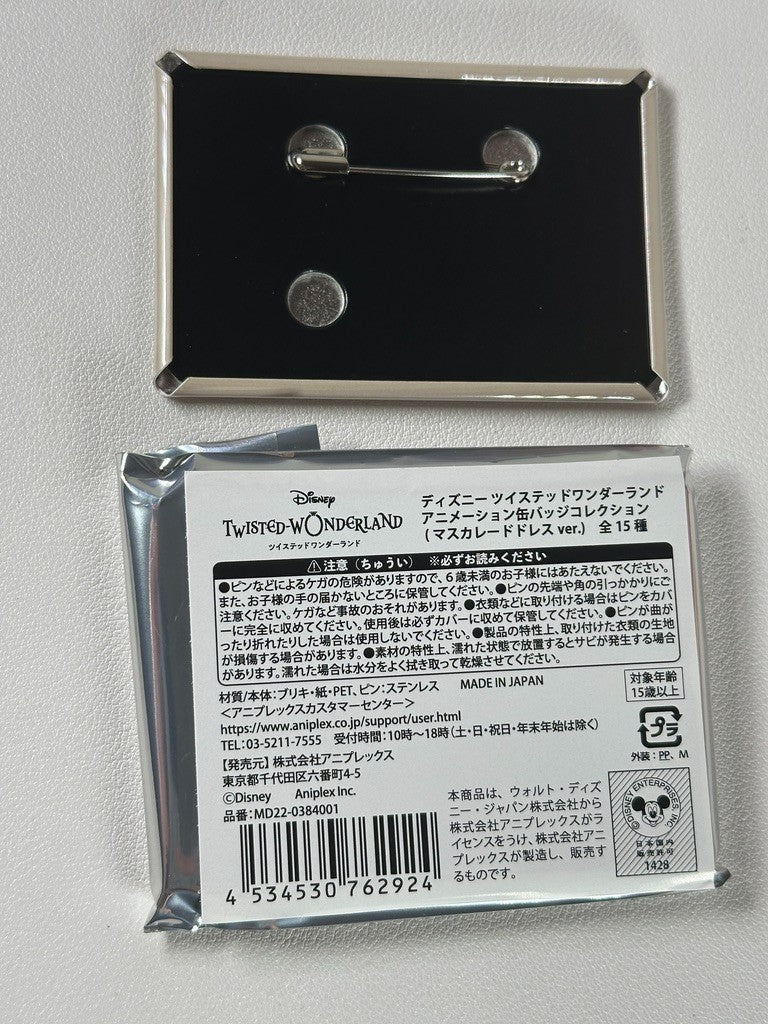 Disney
TWISTED-WONDERLAND
ツイステッドワンダーランド
ディズニー ツイステッドワンダーランド
アニメーション缶バッジコレクション
(マスカレードドレス ver.)　全 15 種
⚠注意（ちゅうい）　※必ずお読みください
●ピンなどによるケガの危険がありますので、6歳未満のお子様にはあたえないでください。
また、お子様の手の届かないところに保管してください。●ピンの先端や角の引っかかりにご
注意ください。ケガなど事故のおそれがあります。●衣類などに取り付ける場合はピンをカバ
ーに完全に収めてください。使用後は必ずカバーに収めて保管してください。●ピンが曲が
ったり折れたりした場合は使用しないでください。●製品の特性上、取り付けた衣類の生地
が損傷する場合があります。●素材の特性上、濡れた状態で放置するとサビが発生する場合
があります。濡れた場合は水分をよく拭き取って乾燥させてください。
材質/本体：ブリキ・紙・PET、ピン：ステンレス　MADE IN JAPAN
＜アニプレックスカスタマーセンター＞
https://www.aniplex.co.jp/support/user.html
TEL：03-5211-7555　受付時間：10時～18時（土・日・祝日・年末年始は除く）
対象年齢
15歳以上
プラ
外装：PP、M
【発売元】株式会社アニプレックス
東京都千代田区六番町4-5
©Disney　Aniplex Inc.
品番：MD22-0384001
4 534530 762924
本商品は、ウォルト・ディズ
ニー・ジャパン株式会社から
株式会社アニプレックスがラ
イセンスをうけ、株式会社アニ
プレックスが製造し、販売す
るものです。
©DISNEY ENTERPRISES, INC.
日本国内
販売許可
1428